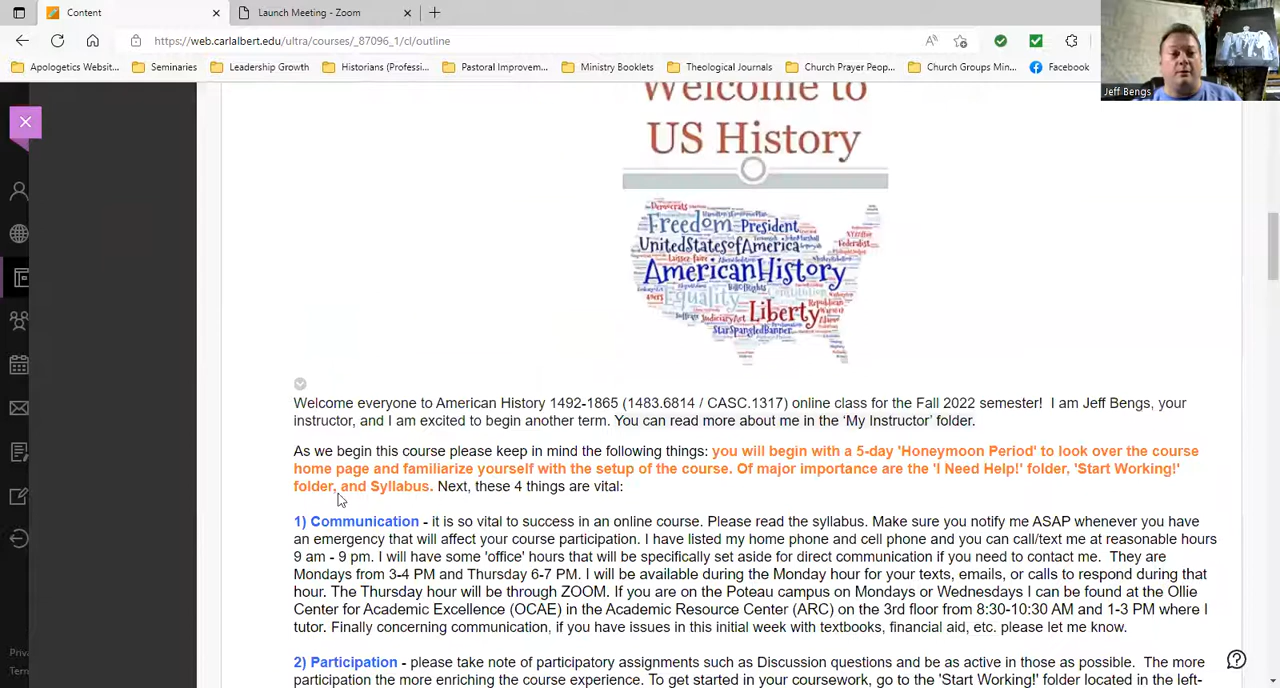 Content
Launch Meeting - Zoom
https://web.carlalbert.edu/ultra/courses/_87096_1/cl/outline
Apologetics Websit...
Seminaries
Leadership Growth
Historians (Professi...
Revival Improvem...
Ministry Booklets
Theological Journals
Church Prayer Peop...
Church Groups Min...
Facebook
Jeff Bengs
Welcome to
US History
Democrats
Freedom President
UnitedStatesofAmerica
Federalist
Laissez-faire
AmericanHistory
BillofRights
Equality
Constitution
Republican
Liberty
JudiciaryAct
StarSpangledBanner
Welcome everyone to American History 1492-1865 (1483.6814 / CASC.1317) online class for the Fall 2022 semester!  I am Jeff Bengs, your
instructor, and I am excited to begin another term. You can read more about me in the 'My Instructor' folder.
As we begin this course please keep in mind the following things: you will begin with a 5-day 'Honeymoon Period' to look over the course
home page and familiarize yourself with the setup of the course. Of major importance are the 'I Need Help!' folder, 'Start Working!'
folder, and Syllabus. Next, these 4 things are vital:
1) Communication - it is so vital to success in an online course. Please read the syllabus. Make sure you notify me ASAP whenever you have
an emergency that will affect your course participation. I have listed my home phone and cell phone and you can call/text me at reasonable hours
9 am - 9 pm. I will have some 'office' hours that will be specifically set aside for direct communication if you need to contact me.  They are
Mondays from 3-4 PM and Thursday 6-7 PM. I will be available during the Monday hour for your texts, emails, or calls to respond during that
hour. The Thursday hour will be through ZOOM. If you are on the Poteau campus on Mondays or Wednesdays I can be found at the Ollie
Center for Academic Excellence (OCAE) in the Academic Resource Center (ARC) on the 3rd floor from 8:30-10:30 AM and 1-3 PM where I
tutor. Finally concerning communication, if you have issues in this initial week with textbooks, financial aid, etc. please let me know.
2) Participation - please take note of participatory assignments such as Discussion questions and be as active in those as possible.  The more
participation the more enriching the course experience. To get started in your coursework, go to the 'Start Working!' folder located in the left-
Priv
Tern